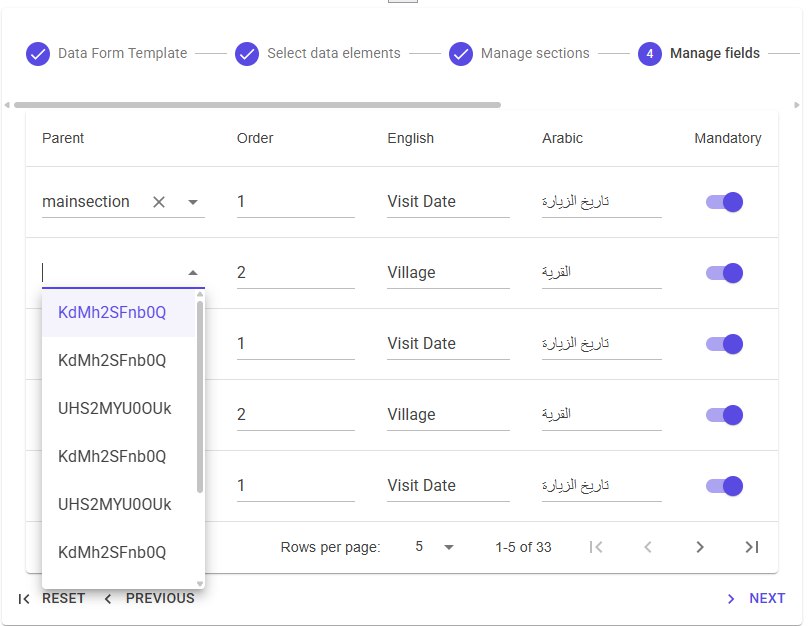 Data Form Template
Select data elements
Manage sections
4 Manage fields
Parent Order English Arabic Mandatory
mainsection 1 Visit Date تاريخ الزيارة
2 Village القرية
KdMh2SFnb0Q
1 Visit Date تاريخ الزيارة
KdMh2SFnb0Q
UHS2MYU0OUk
2 Village القرية
KdMh2SFnb0Q
1 Visit Date تاريخ الزيارة
UHS2MYU0OUk
KdMh2SFnb0Q
Rows per page: 5 1-5 of 33
RESET PREVIOUS NEXT